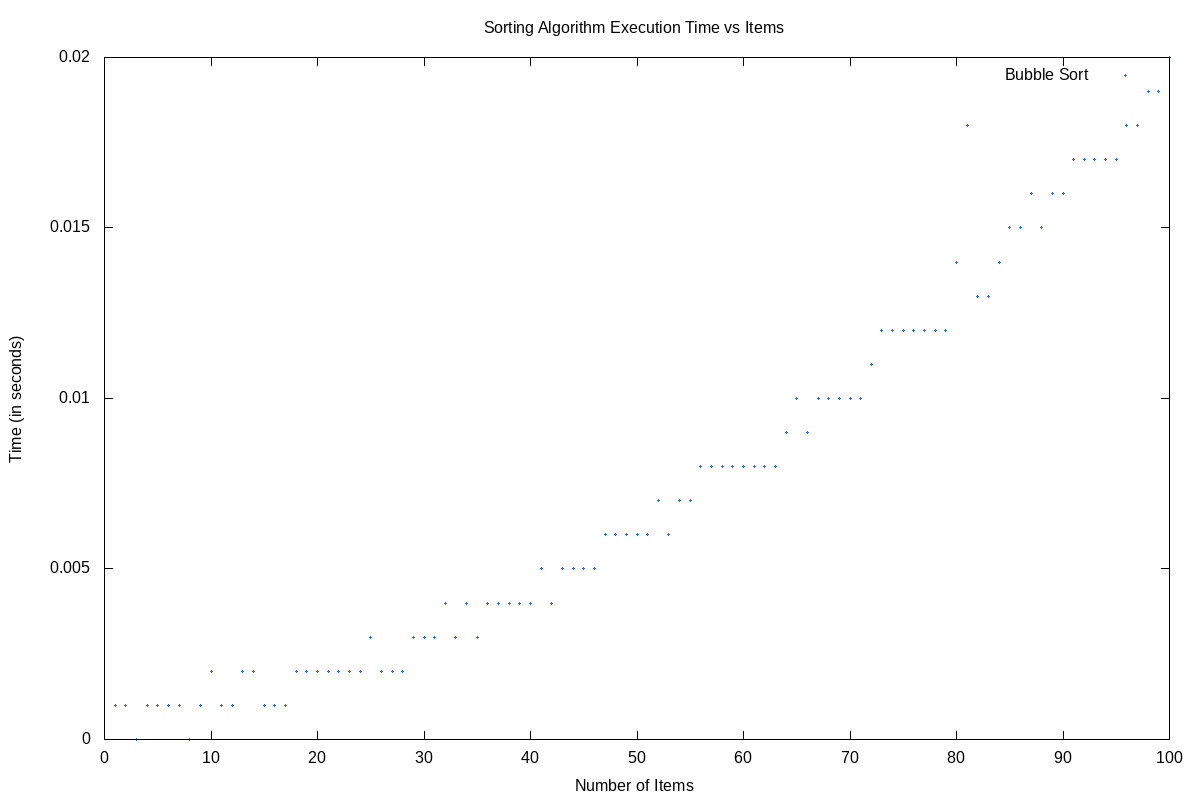 Sorting Algorithm Execution Time vs Items
0.02
Bubble Sort
0.015
0.01
0.005
0
Time (in seconds)
0 10 20 30 40 50 60 70 80 90 100
Number of Items